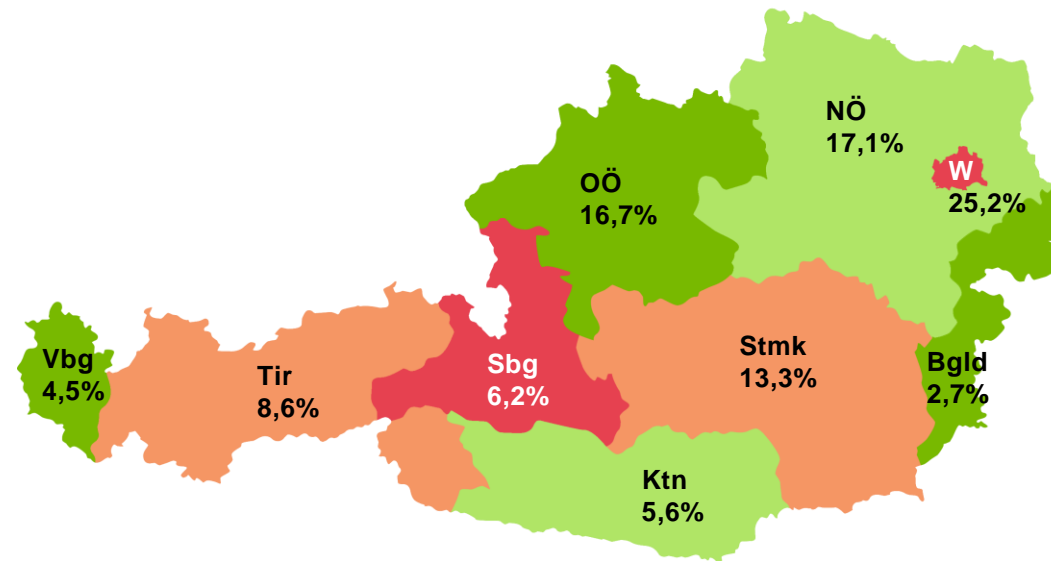 NÖ
17,1%
W
25,2%
OÖ
16,7%
Vbg
4,5%
Tir
8,6%
Sbg
6,2%
Stmk
13,3%
Bgld
2,7%
Ktn
5,6%